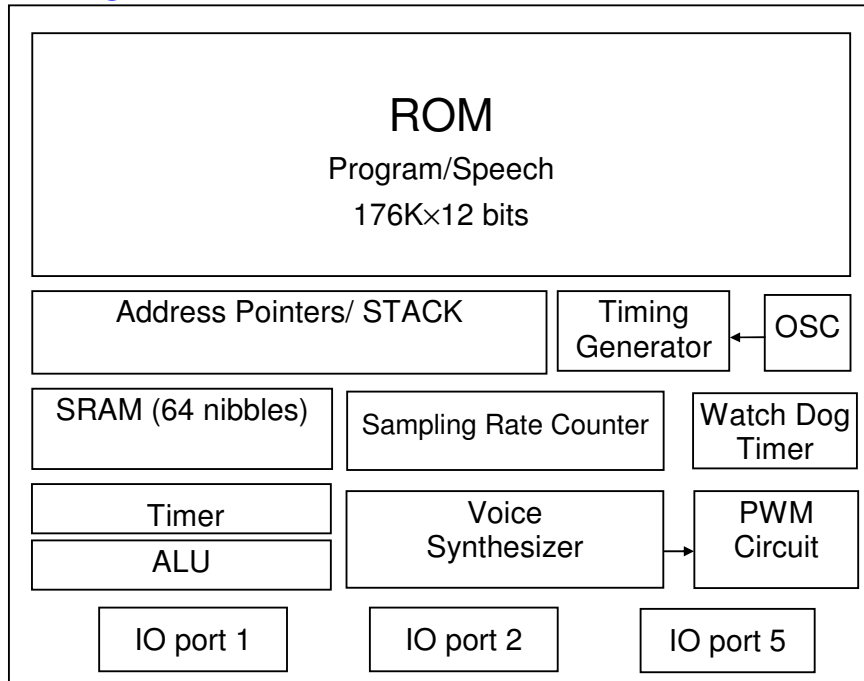 ROM
Program/Speech
176K×12 bits
Address Pointers/ STACK
Timing
Generator
OSC
SRAM (64 nibbles)
Sampling Rate Counter
Watch Dog
Timer
Timer
ALU
Voice
Synthesizer
PWM
Circuit
IO port 1
IO port 2
IO port 5